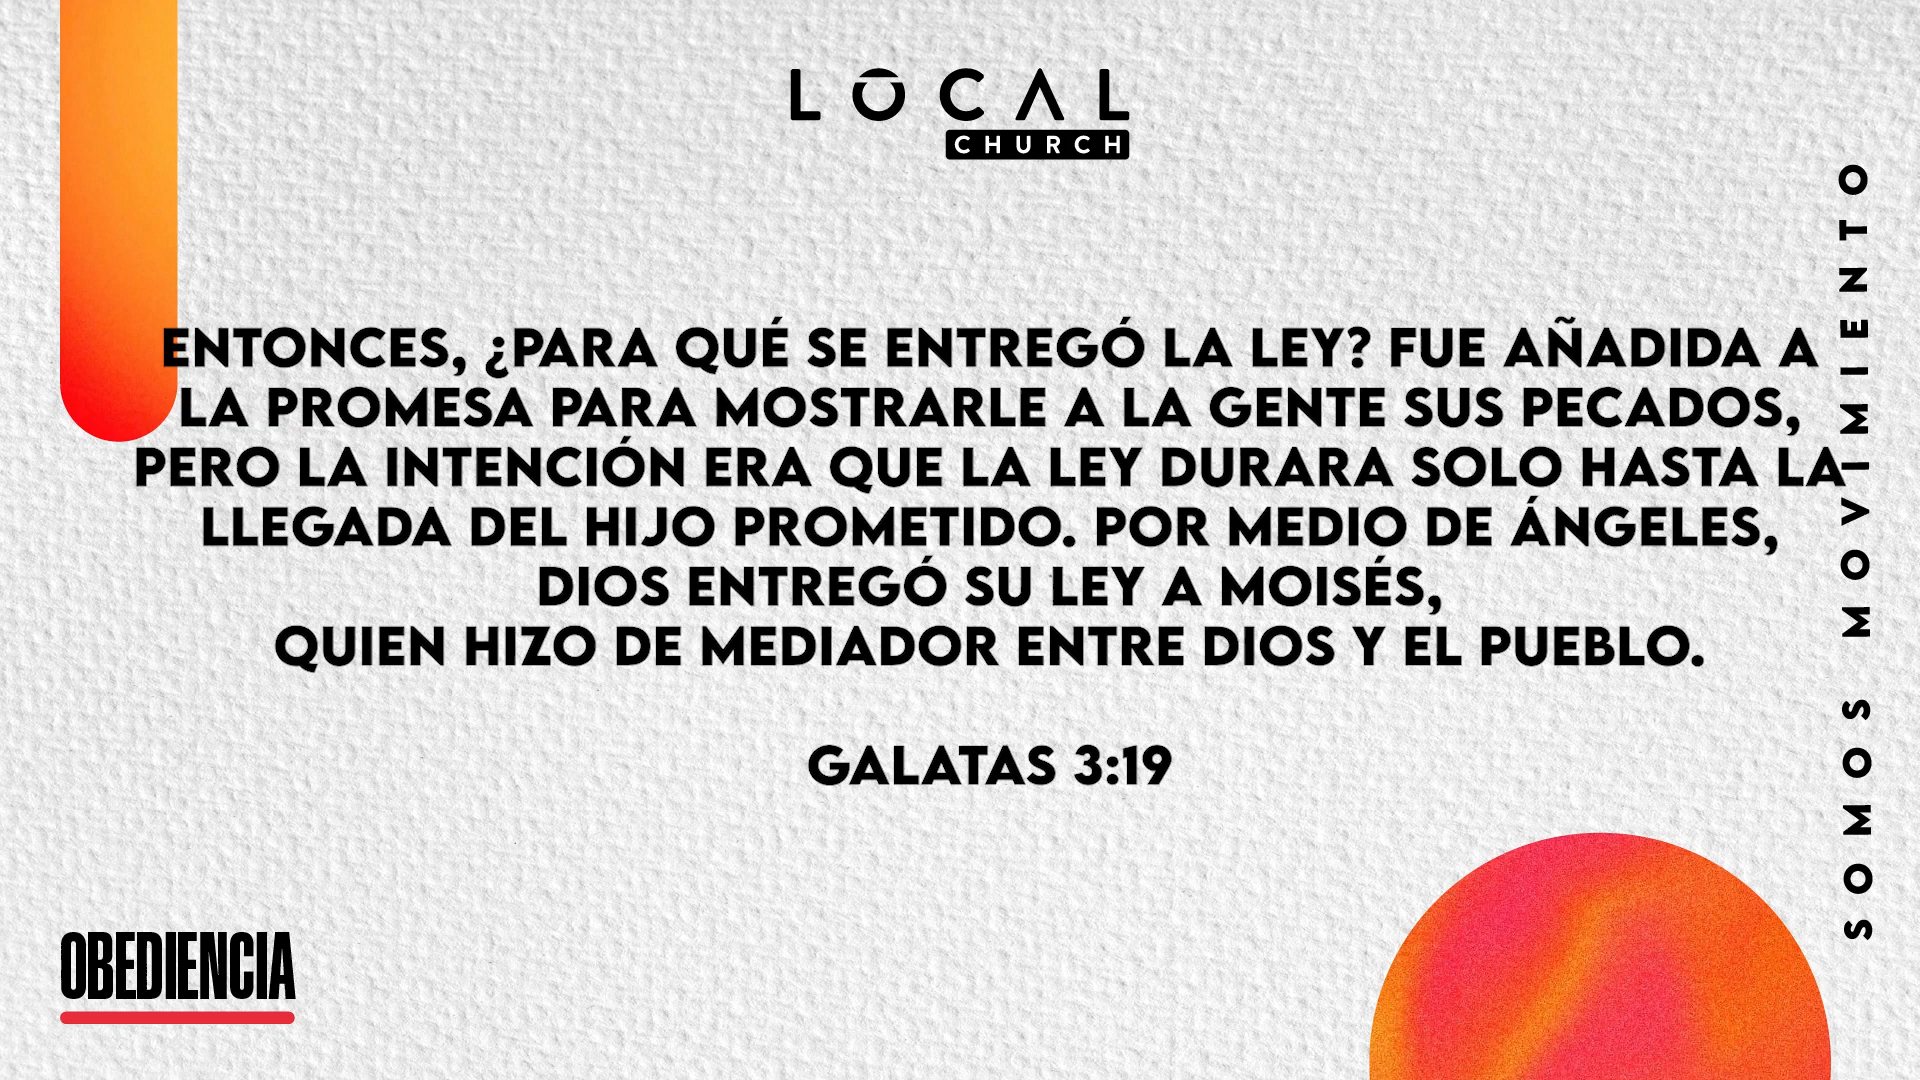 LOCAL
CHURCH
ENTONCES, ¿PARA QUÉ SE ENTREGÓ LA LEY? FUE AÑADIDA A
LA PROMESA PARA MOSTRARLE A LA GENTE SUS PECADOS,
PERO LA INTENCIÓN ERA QUE LA LEY DURARA SOLO HASTA LA
LLEGADA DEL HIJO PROMETIDO. POR MEDIO DE ÁNGELES,
DIOS ENTREGÓ SU LEY A MOISÉS,
QUIEN HIZO DE MEDIADOR ENTRE DIOS Y EL PUEBLO.
GALATAS 3:19
OBEDIENCIA
SOMOS MOVIMIENTO